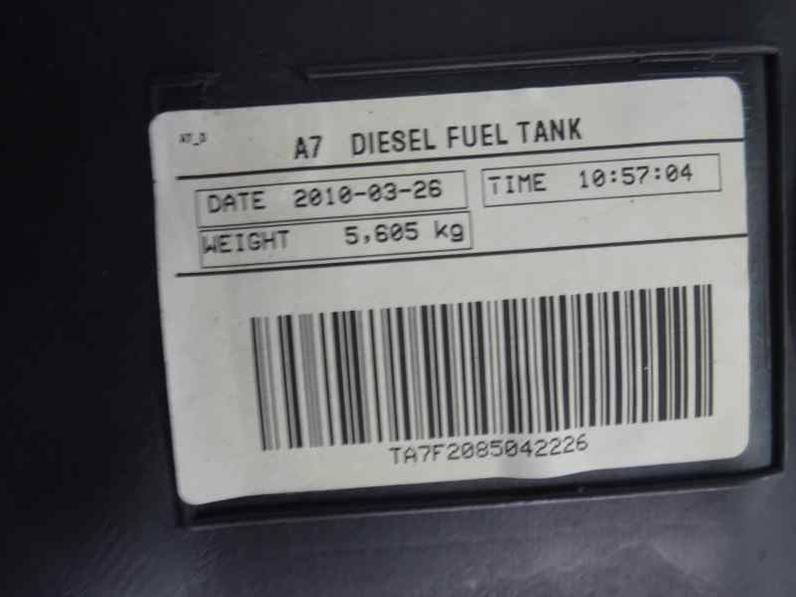 A7 DIESEL FUEL TANK
DATE 2010-03-26 TIME 10:57:04
WEIGHT 5,605 kg
TA7F2085042226